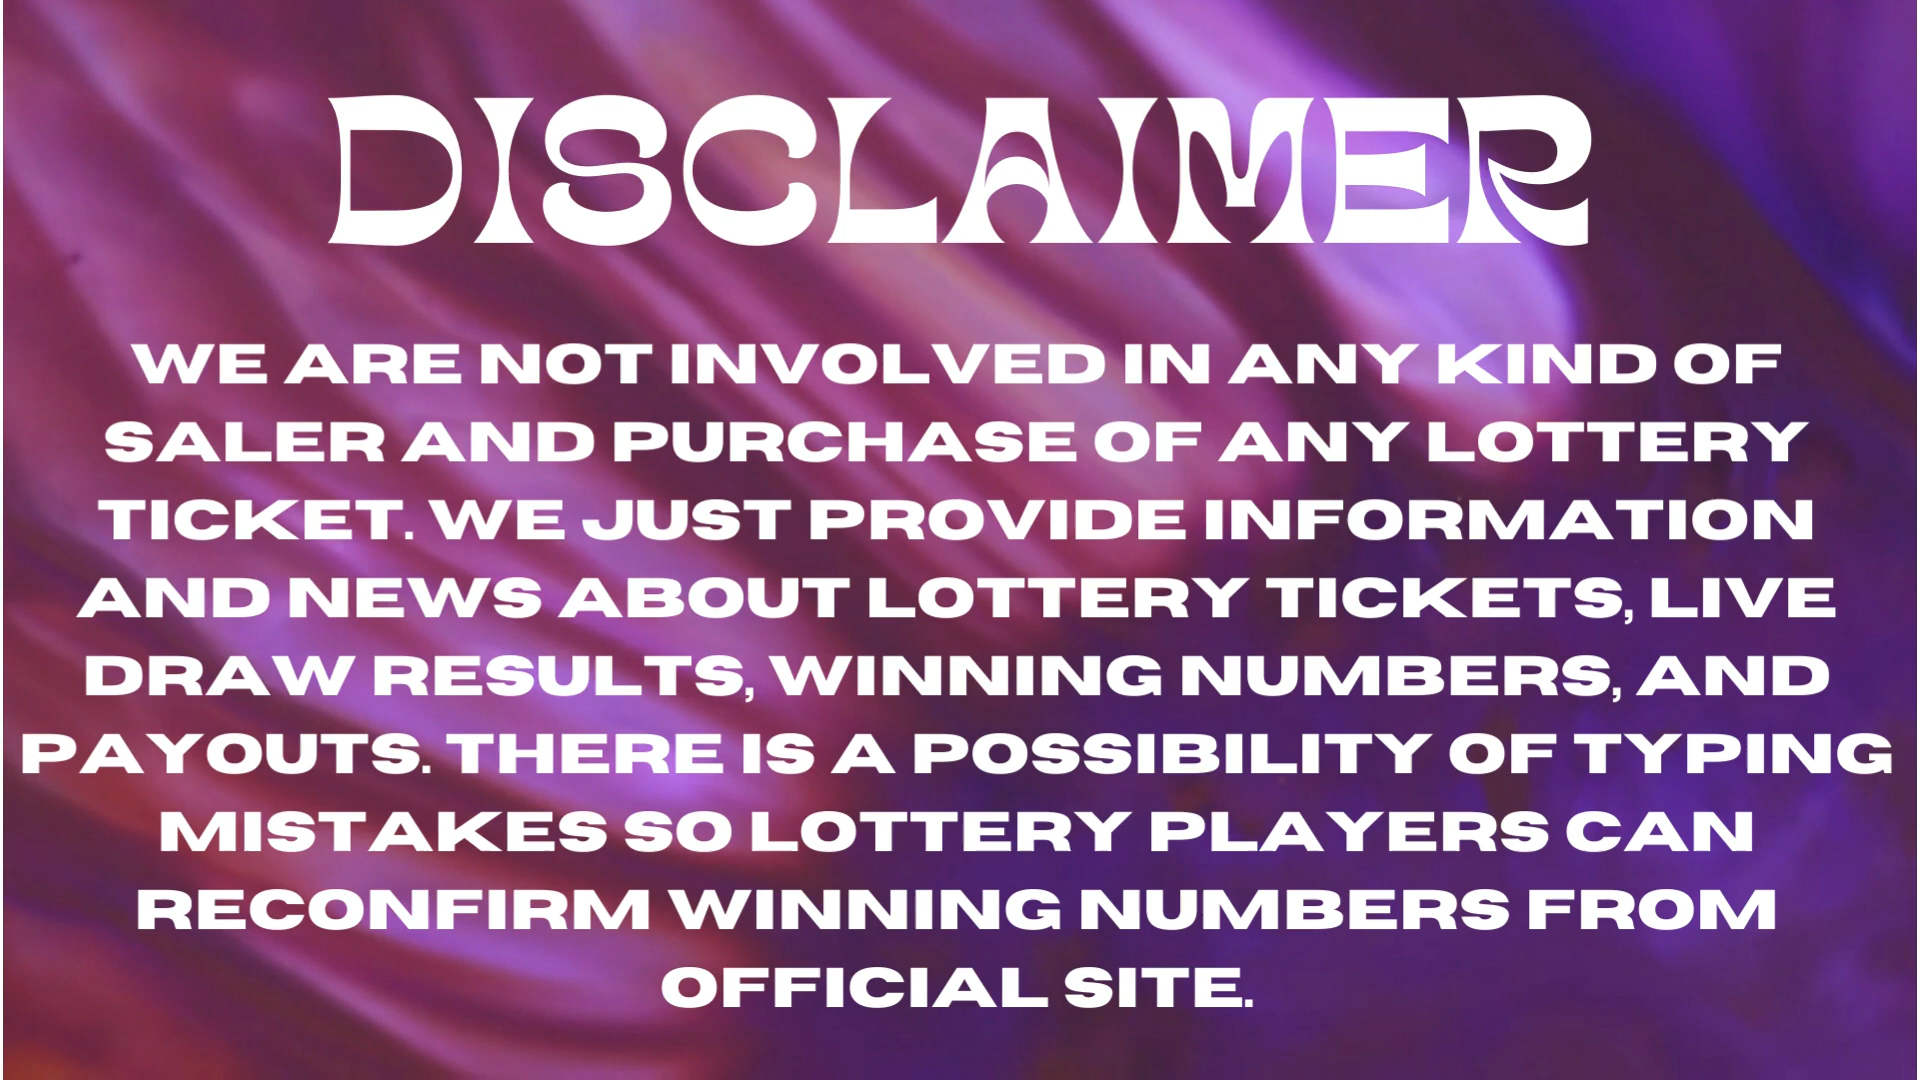 DISCLAIMER
WE ARE NOT INVOLVED IN ANY KIND OF
SALER AND PURCHASE OF ANY LOTTERY
TICKET. WE JUST PROVIDE INFORMATION
AND NEWS ABOUT LOTTERY TICKETS, LIVE
DRAW RESULTS, WINNING NUMBERS, AND
PAYOUTS. THERE IS A POSSIBILITY OF TYPING
MISTAKES SO LOTTERY PLAYERS CAN
RECONFIRM WINNING NUMBERS FROM
OFFICIAL SITE.